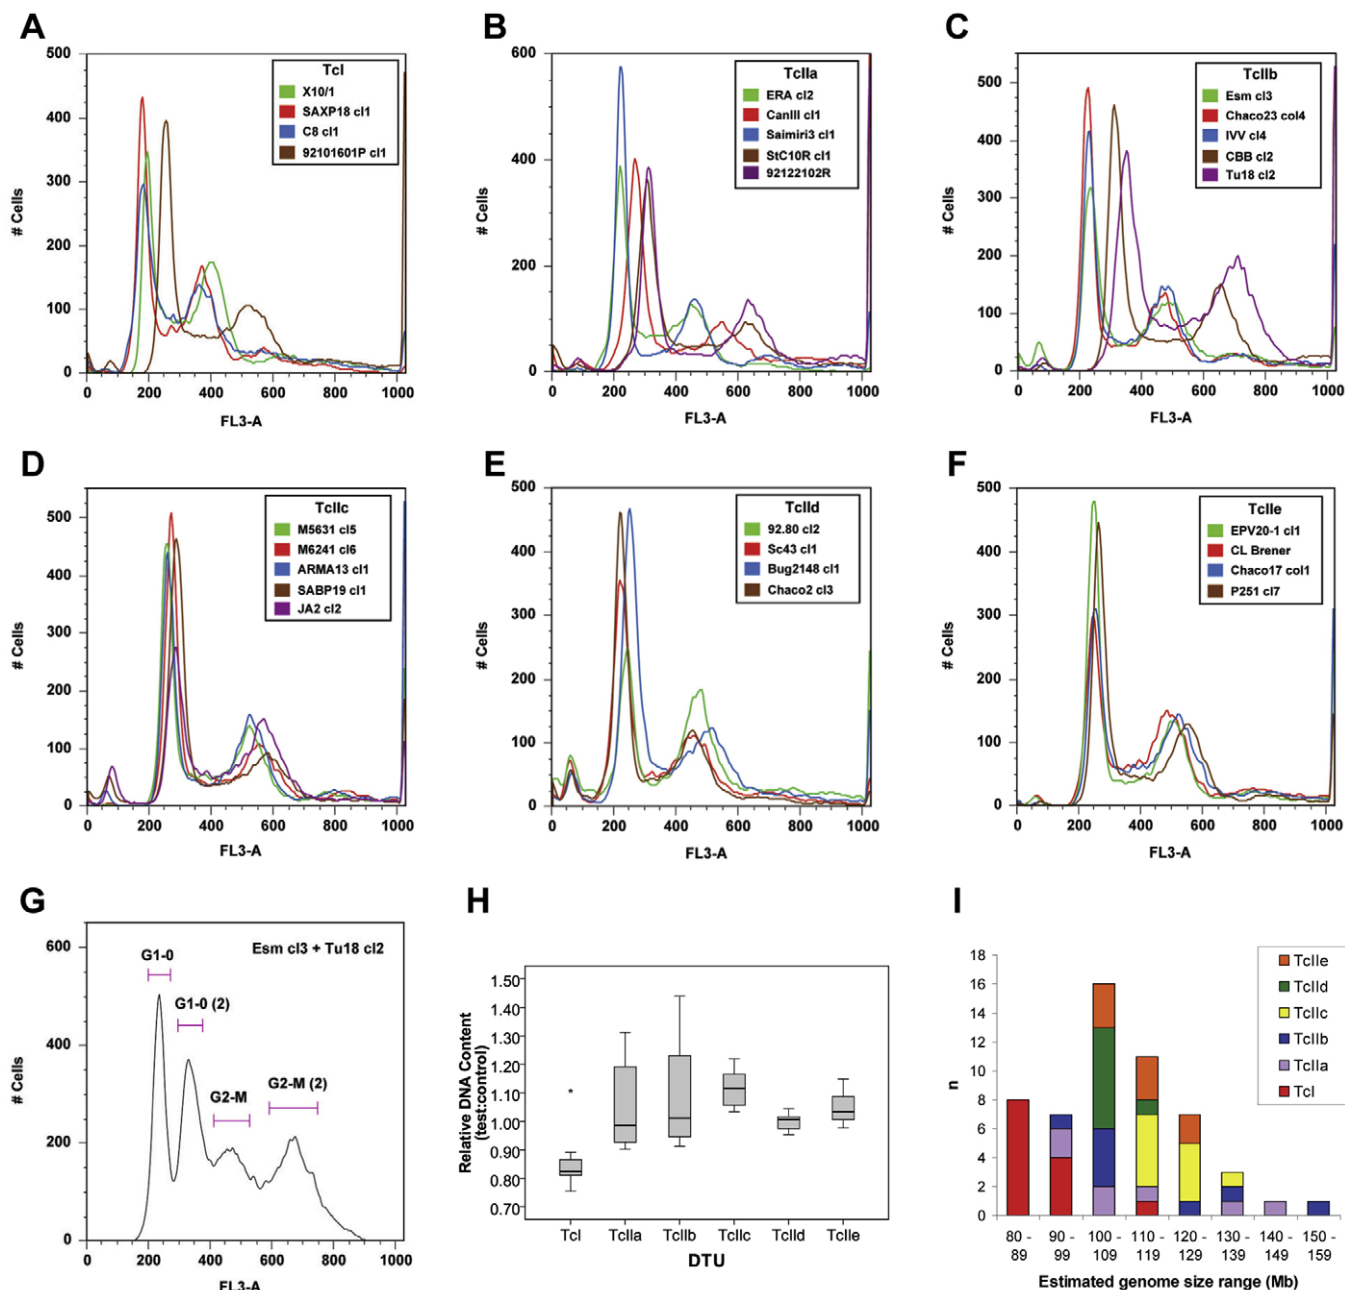 A
TcI
X10/1
SAXP18 cl1
C8 cl1
92101601P cl1
# Cells
500
400
300
200
100
0
0 200 400 600 800 1000
FL3-A
B
TcIIa
ERA cl2
CanIII cl1
Saimiri3 cl1
StC10R cl1
92122102R
# Cells
600
400
200
0
0 200 400 600 800 1000
FL3-A
C
TcIIb
Esm cl3
Chaco23 col4
IVV cl4
CBB cl2
Tu18 cl2
# Cells
500
400
300
200
100
0
0 200 400 600 800 1000
FL3-A
D
TcIIc
M5631 cl5
M6241 cl6
ARMA13 cl1
SABP19 cl1
JA2 cl2
# Cells
500
400
300
200
100
0
0 200 400 600 800 1000
FL3-A
E
TcIId
92.80 cl2
Sc43 cl1
Bug2148 cl1
Chaco2 cl3
# Cells
500
400
300
200
100
0
0 200 400 600 800 1000
FL3-A
F
TcIIe
EPV20-1 cl1
CL Brener
Chaco17 col1
P251 cl7
# Cells
500
400
300
200
100
0
0 200 400 600 800 1000
FL3-A
G
Esm cl3 + Tu18 cl2
G1-0
G1-0 (2)
G2-M
G2-M (2)
# Cells
600
400
200
0
0 200 400 600 800 1000
FL3-A
H
Relative DNA Content
(test:control)
1.50
1.40
1.30
1.20
1.10
1.00
0.90
0.80
0.70
*
TcI TcIIa TcIIb TcIIc TcIId TcIIe
DTU
I
TcIIe
TcIId
TcIIc
TcIIb
TcIIa
TcI
n
18
16
14
12
10
8
6
4
2
0
80 - 90 - 100 - 110 - 120 - 130 - 140 - 150 -
89 99 109 119 129 139 149 159
Estimated genome size range (Mb)